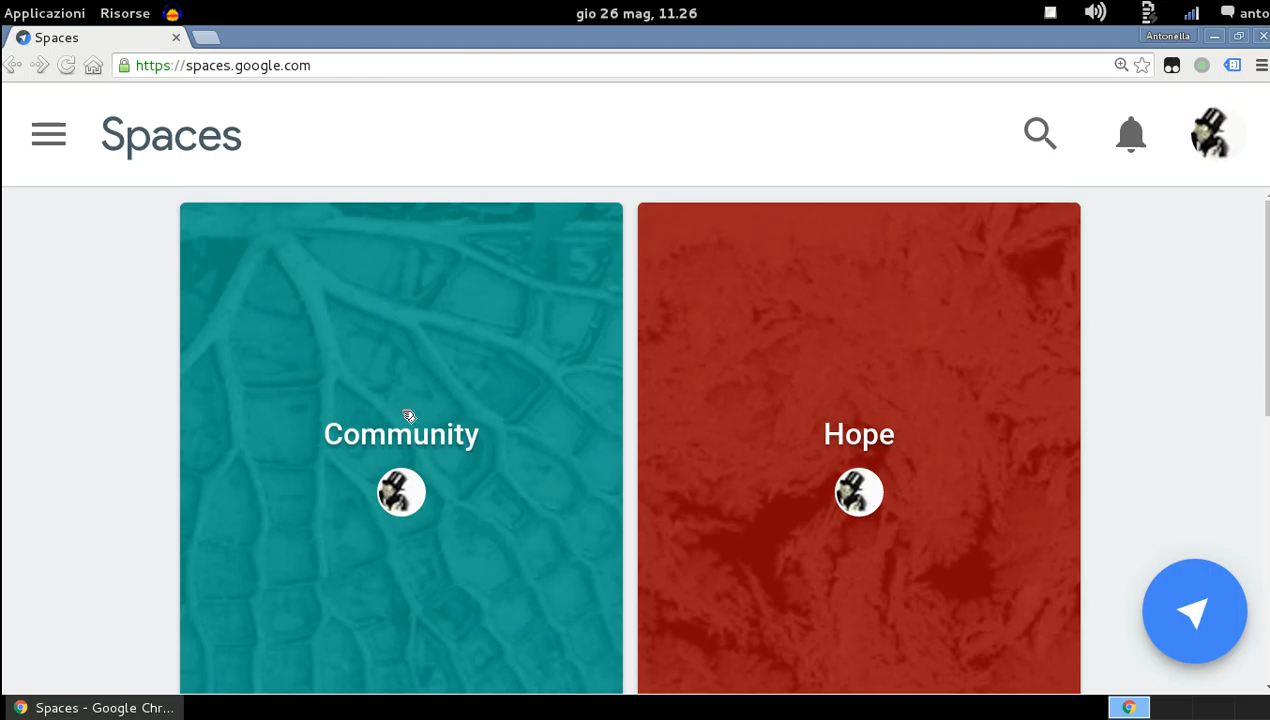 Applicazioni Risorse gio 26 mag, 11.26 anto
Spaces Antonella
https://spaces.google.com
Spaces
Community Hope
Spaces - Google Chr...